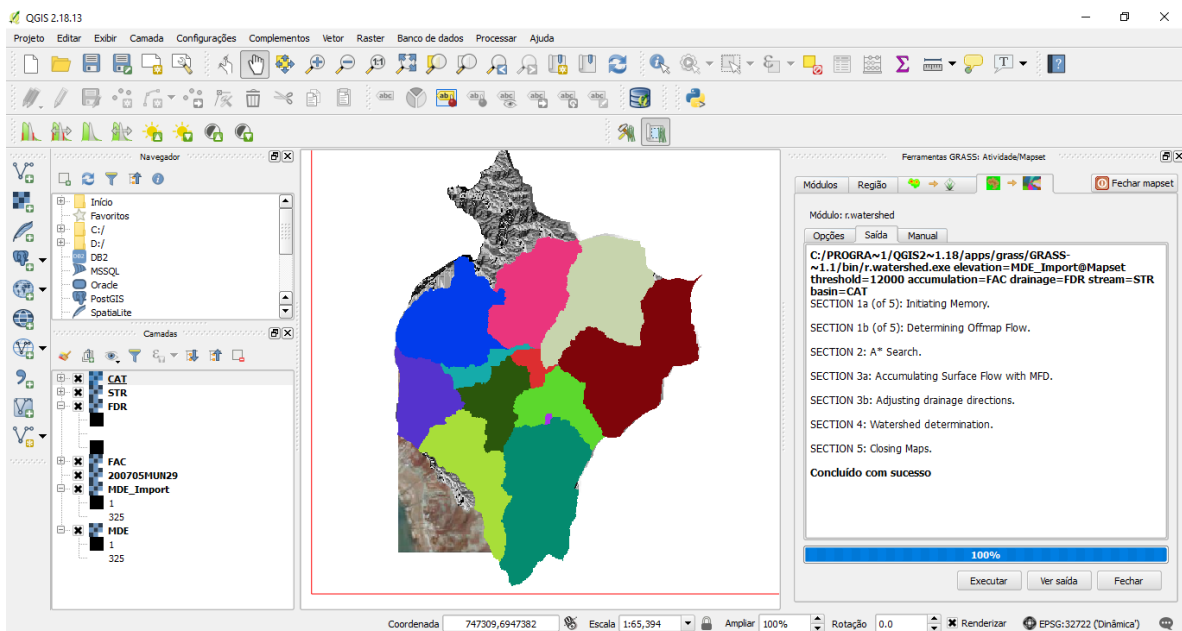 QGIS 2.18.13
Projeto Editar Exibir Camada Configurações Complementos Vetor Raster Banco de dados Processar Ajuda
Navegador
Início
Favoritos
C:/
D:/
DB2
MSSQL
Oracle
PostGIS
SpatiaLite
Camadas
CAT
STR
FDR
FAC
200705MUN29
MDE_Import
1
325
MDE
1
325
Ferramentas GRASS: Atividade/Mapset
Módulos Região Fechar mapset
Módulo: r.watershed
Opções Saída Manual
C:/PROGRA~1/QGIS2~1.18/apps/grass/GRASS-
~1.1/bin/r.watershed.exe elevation=MDE_Import@Mapset
threshold=12000 accumulation=FAC drainage=FDR stream=STR
basin=CAT
SECTION 1a (of 5): Initiating Memory.
SECTION 1b (of 5): Determining Offmap Flow.
SECTION 2: A* Search.
SECTION 3a: Accumulating Surface Flow with MFD.
SECTION 3b: Adjusting drainage directions.
SECTION 4: Watershed determination.
SECTION 5: Closing Maps.
Concluído com sucesso
100%
Executar Ver saída Fechar
Coordenada 747309,6947382 Escala 1:65,394 Ampliar 100% Rotação 0.0 Renderizar EPSG:32722 ('Dinâmica')